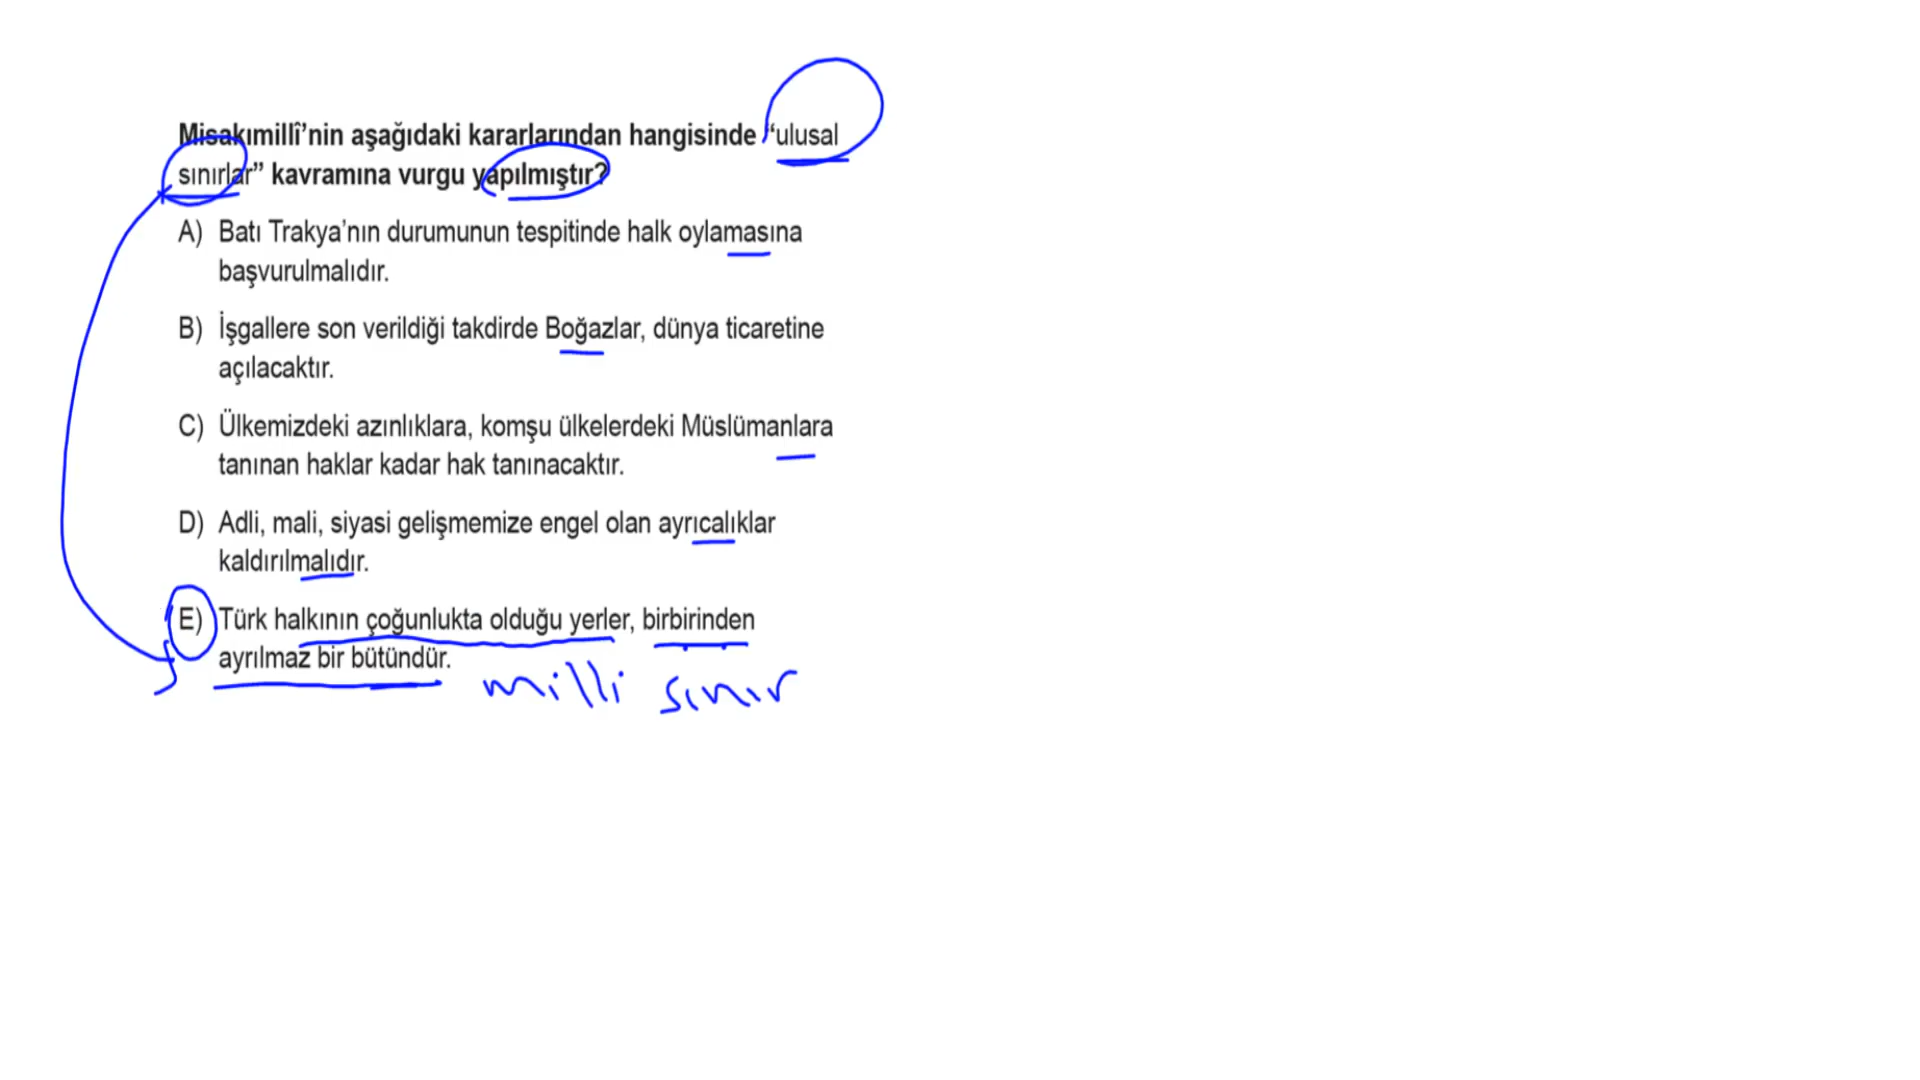 Misakımillî’nin aşağıdaki kararlarından hangisinde “ulusal
sınırlar” kavramına vurgu yapılmıştır?
A) Batı Trakya’nın durumunun tespitinde halk oylamasına
başvurulmalıdır.
B) İşgallere son verildiği takdirde Boğazlar, dünya ticaretine
açılacaktır.
C) Ülkemizdeki azınlıklara, komşu ülkelerdeki Müslümanlara
tanınan haklar kadar hak tanınacaktır.
D) Adli, mali, siyasi gelişmemize engel olan ayrıcalıklar
kaldırılmalıdır.
E) Türk halkının çoğunlukta olduğu yerler, birbirinden
ayrılmaz bir bütündür.
milli sınır